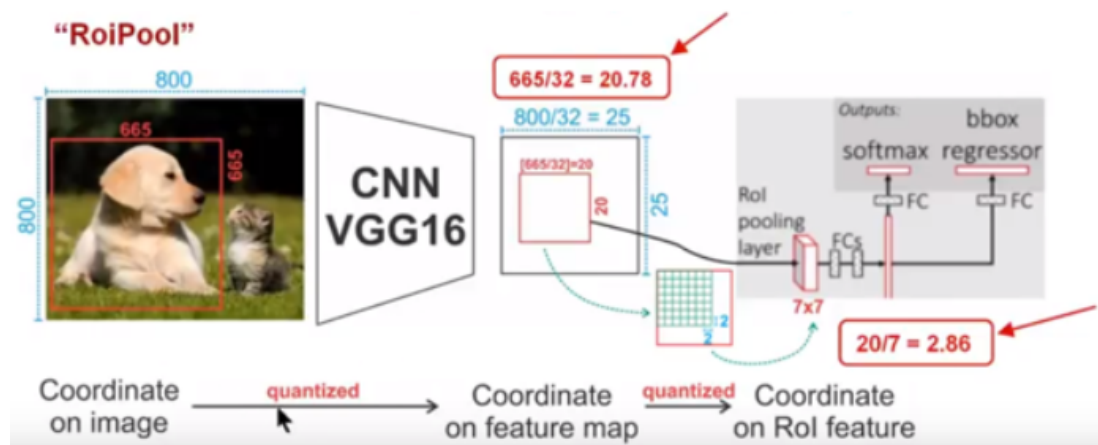 “RoiPool”
800
800
665
665
CNN
VGG16
665/32 = 20.78
800/32 = 25
25
[665/32]=20
20
2
2
RoI
pooling
layer
7x7
FCs
Outputs:
softmax
bbox
regressor
FC
FC
20/7 = 2.86
Coordinate
on image
quantized
Coordinate
on feature map
quantized
Coordinate
on RoI feature